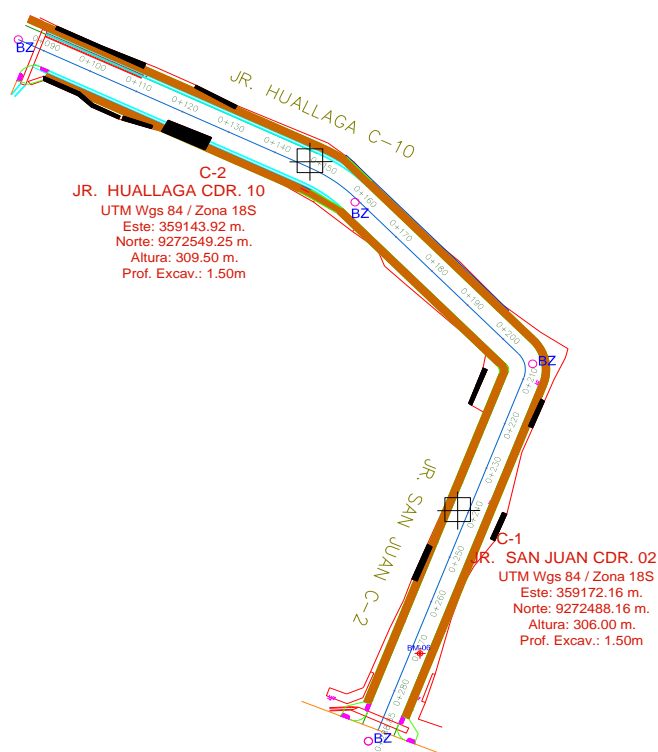 BZ
0+090
0+100
0+110
0+120
0+130
0+140
0+150
0+160
0+170
0+180
0+190
0+200
0+210
0+220
0+230
0+240
0+250
0+260
0+270
0+280
JR. HUALLAGA C-10
C-2
JR. HUALLAGA CDR. 10
UTM Wgs 84 / Zona 18S
Este: 359143.92 m.
Norte: 9272549.25 m.
Altura: 309.50 m.
Prof. Excav.: 1.50m
BZ
BZ
JR. SAN JUAN C-2
C-1
JR. SAN JUAN CDR. 02
UTM Wgs 84 / Zona 18S
Este: 359172.16 m.
Norte: 9272488.16 m.
Altura: 306.00 m.
Prof. Excav.: 1.50m
BM-06
BZ